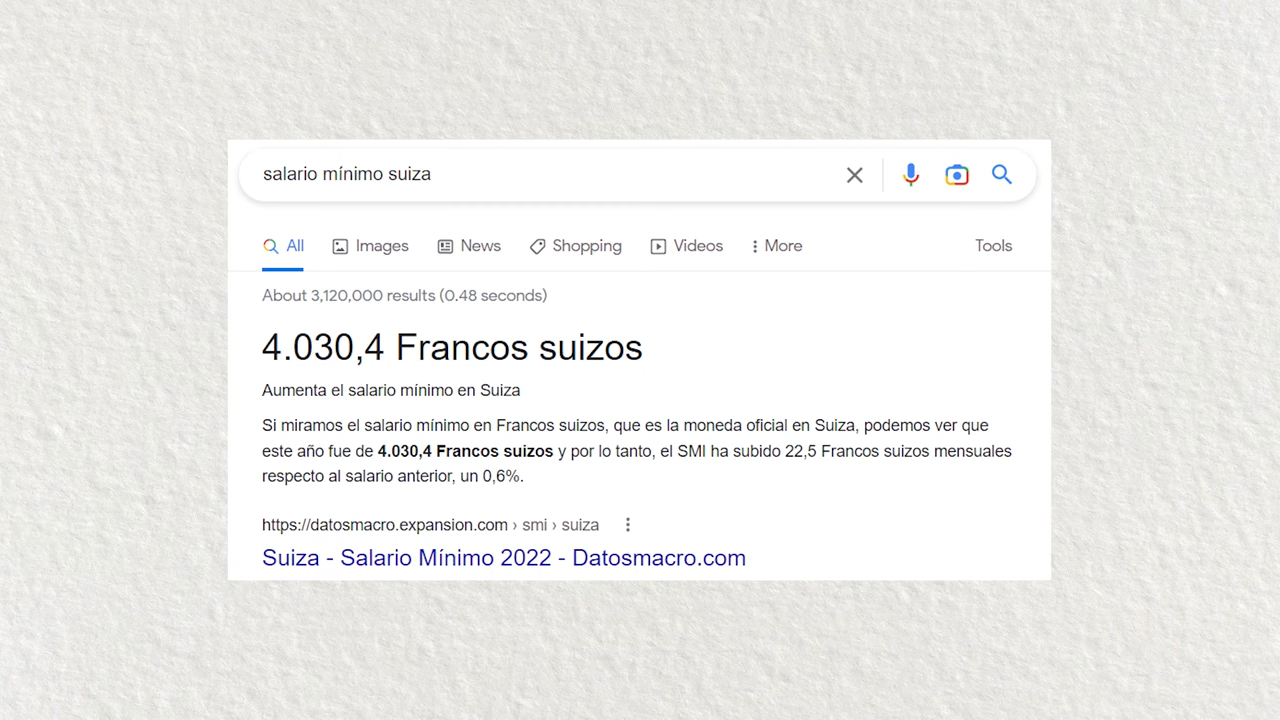 salario mínimo suiza
All Images News Shopping Videos More Tools
About 3,120,000 results (0.48 seconds)
4.030,4 Francos suizos
Aumenta el salario mínimo en Suiza
Si miramos el salario mínimo en Francos suizos, que es la moneda oficial en Suiza, podemos ver que
este año fue de 4.030,4 Francos suizos y por lo tanto, el SMI ha subido 22,5 Francos suizos mensuales
respecto al salario anterior, un 0,6%.
https://datosmacro.expansion.com › smi › suiza
Suiza - Salario Mínimo 2022 - Datosmacro.com